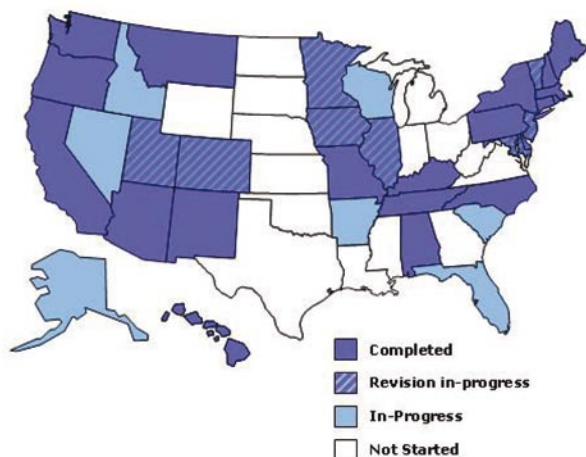 Completed
Revision in-progress
In-Progress
Not Started